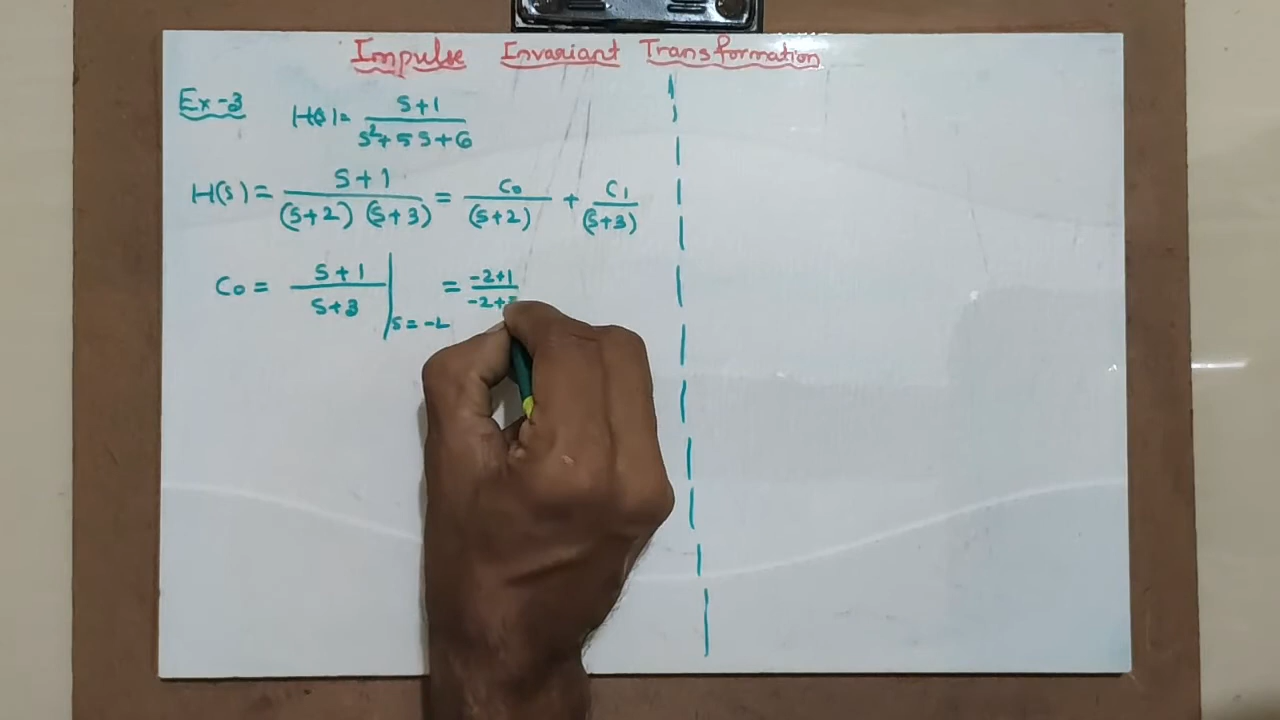 Impulse Invariant Transformation
Ex-3 H(s)= s+1 / s²+5s+6
H(s) = s+1 / (s+2) (s+3) = C₀ / (s+2) + C₁ / (s+3)
C₀ = s+1 / s+3 |s=-2 = -2+1 / -2+